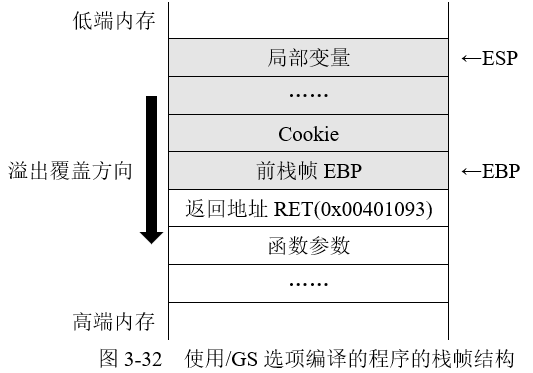 低端内存
局部变量 ←ESP
……
Cookie
溢出覆盖方向 前栈帧 EBP ←EBP
返回地址 RET(0x00401093)
函数参数
……
高端内存
图 3-32 使用/GS 选项编译的程序的栈帧结构